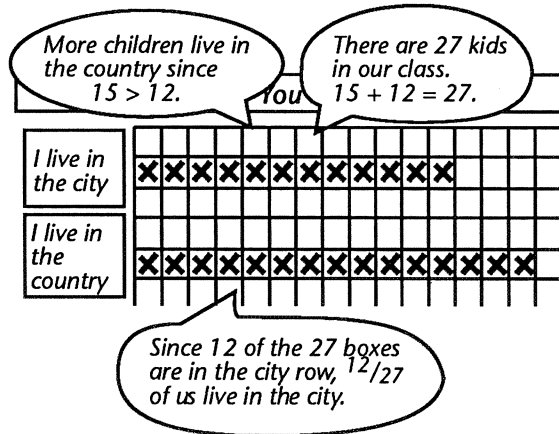 More children live in
the country since
15 > 12.
There are 27 kids
in our class.
15 + 12 = 27.
You
I live in
the city
I live in
the
country
Since 12 of the 27 boxes
are in the city row, 12/27
of us live in the city.